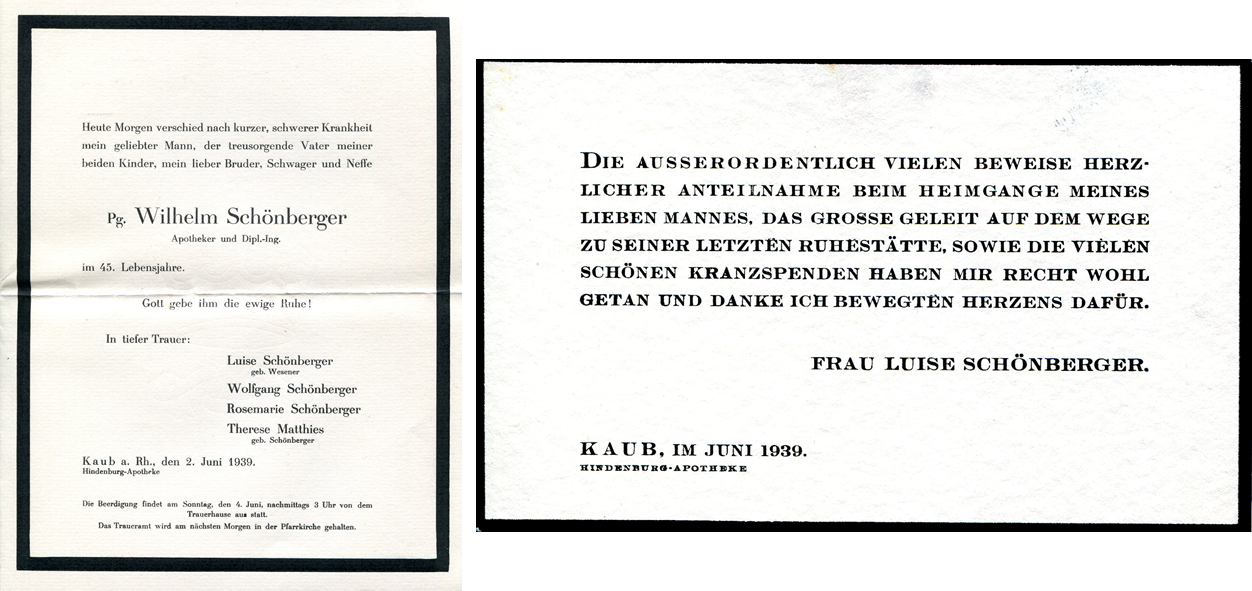 Heute Morgen verschied nach kurzer, schwerer Krankheit
mein geliebter Mann, der treusorgende Vater meiner
beiden Kinder, mein lieber Bruder, Schwager und Neffe
Pg. Wilhelm Schönberger
Apotheker und Dipl.-Ing.
im 45. Lebensjahre.
Gott gebe ihm die ewige Ruhe!
In tiefer Trauer:
Luise Schönberger
geb. Wesener
Wolfgang Schönberger
Rosemarie Schönberger
Therese Matthies
geb. Schönberger
Kaub a. Rh., den 2. Juni 1939.
Hindenburg-Apotheke
Die Beerdigung findet am Sonntag, den 4. Juni, nachmittags 3 Uhr von dem
Trauerhause aus statt.
Das Traueramt wird am nächsten Morgen in der Pfarrkirche gehalten.
DIE AUSSERORDENTLICH VIELEN BEWEISE HERZ-
LICHER ANTEILNAHME BEIM HEIMGANGE MEINES
LIEBEN MANNES, DAS GROSSE GELEIT AUF DEM WEGE
ZU SEINER LETZTEN RUHESTÄTTE, SOWIE DIE VIELEN
SCHÖNEN KRANZSPENDEN HABEN MIR RECHT WOHL
GETAN UND DANKE ICH BEWEGTEN HERZENS DAFÜR.
FRAU LUISE SCHÖNBERGER.
KAUB, IM JUNI 1939.
HINDENBURG-APOTHEKE